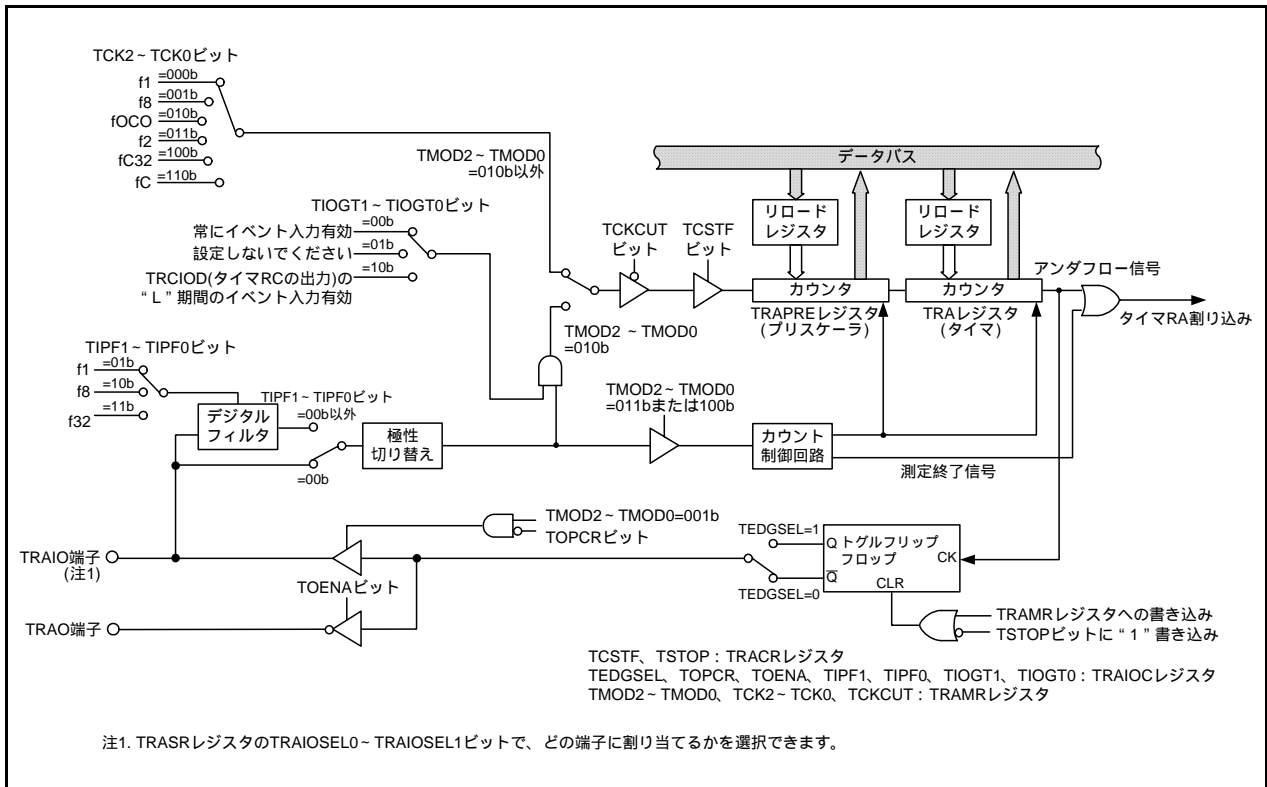 TCK2~TCK0ビット
f1 =000b
f8 =001b
fOCO =010b
f2 =011b
fC32 =100b
fC =110b
TMOD2~TMOD0
=010b以外
データバス
リロード
レジスタ
リロード
レジスタ
TIOGT1~TIOGT0ビット
常にイベント入力有効 =00b
設定しないでください =01b
TRCIOD(タイマRCの出力)の =10b
“L”期間のイベント入力有効
TCKCUT
ビット
TCSTF
ビット
カウンタ
TRAPREレジスタ
(プリスケーラ)
カウンタ
TRAレジスタ
(タイマ)
アンダフロー信号
タイマRA割り込み
TMOD2 ~ TMOD0
=010b
TIPF1~TIPF0ビット
f1 =01b
f8 =10b
f32 =11b
デジタル
フィルタ
TIPF1~TIPF0ビット
=00b以外
=00b
極性
切り替え
TMOD2~TMOD0
=011bまたは100b
カウント
制御回路
測定終了信号
TMOD2~TMOD0=001b
TOPCRビット
TRAIO端子
(注1)
TOENAビット
TRAO端子
TEDGSEL=1
TEDGSEL=0
Q トグルフリップ
フロップ
CK
Q
CLR
TRAMRレジスタへの書き込み
TSTOPビットに“1”書き込み
TCSTF、TSTOP:TRACRレジスタ
TEDGSEL、TOPCR、TOENA、TIPF1、TIPF0、TIOGT1、TIOGT0:TRAIOCレジスタ
TMOD2~TMOD0、TCK2~TCK0、TCKCUT:TRAMRレジスタ
注1. TRASRレジスタのTRAIOSEL0~TRAIOSEL1ビットで、どの端子に割り当てるかを選択できます。